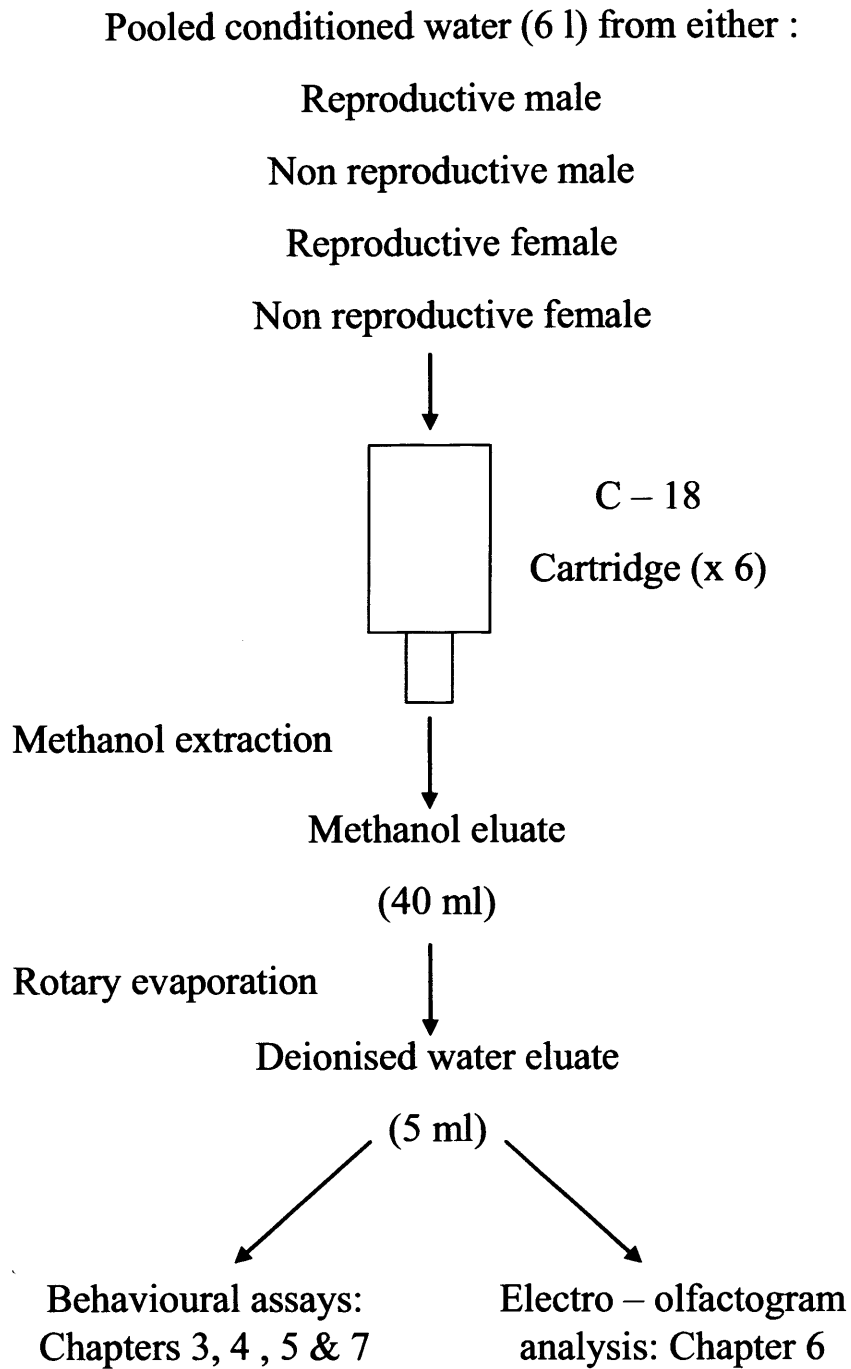 Pooled conditioned water (6 l) from either :
Reproductive male
Non reproductive male
Reproductive female
Non reproductive female
C – 18
Cartridge (x 6)
Methanol extraction
Methanol eluate
(40 ml)
Rotary evaporation
Deionised water eluate
(5 ml)
Behavioural assays:
Chapters 3, 4 , 5 & 7
Electro – olfactogram
analysis: Chapter 6